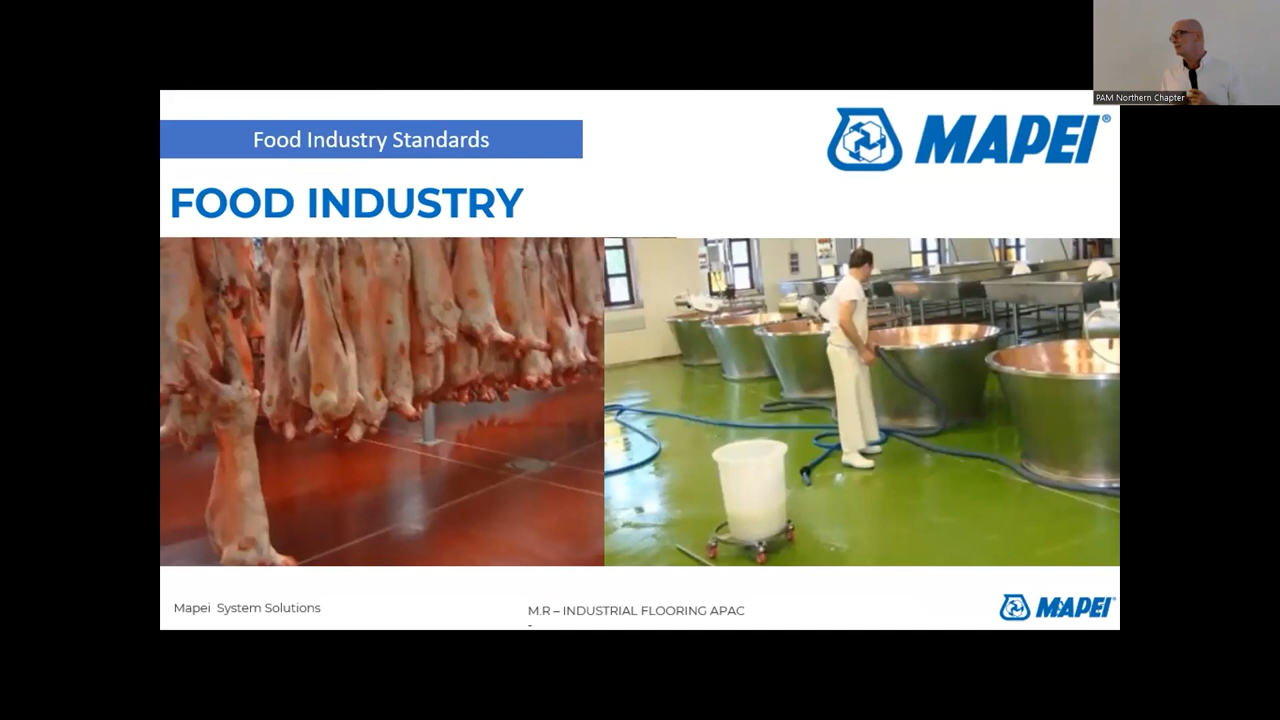 PAM Northern Chapter
Food Industry Standards
MAPEI®
FOOD INDUSTRY
Mapei System Solutions
M.R – INDUSTRIAL FLOORING APAC
-
MAPEI®